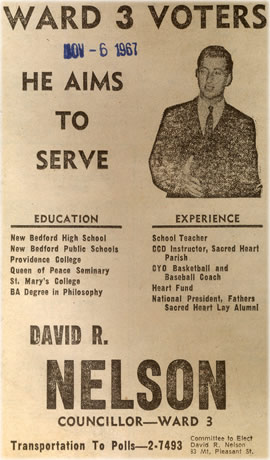 WARD 3 VOTERS
NOV - 6 1967
HE AIMS
TO
SERVE
EDUCATION
New Bedford High School
New Bedford Public Schools
Providence College
Queen of Peace Seminary
St. Mary's College
BA Degree in Philosophy
EXPERIENCE
School Teacher
CCD Instructor, Sacred Heart
Parish
CYO Basketball and
Baseball Coach
Heart Fund
National President, Fathers
Sacred Heart Lay Alumni
DAVID R.
NELSON
COUNCILLOR—WARD 3
Transportation To Polls—2-7493
Committee to Elect
David R. Nelson
83 Mt. Pleasant St.